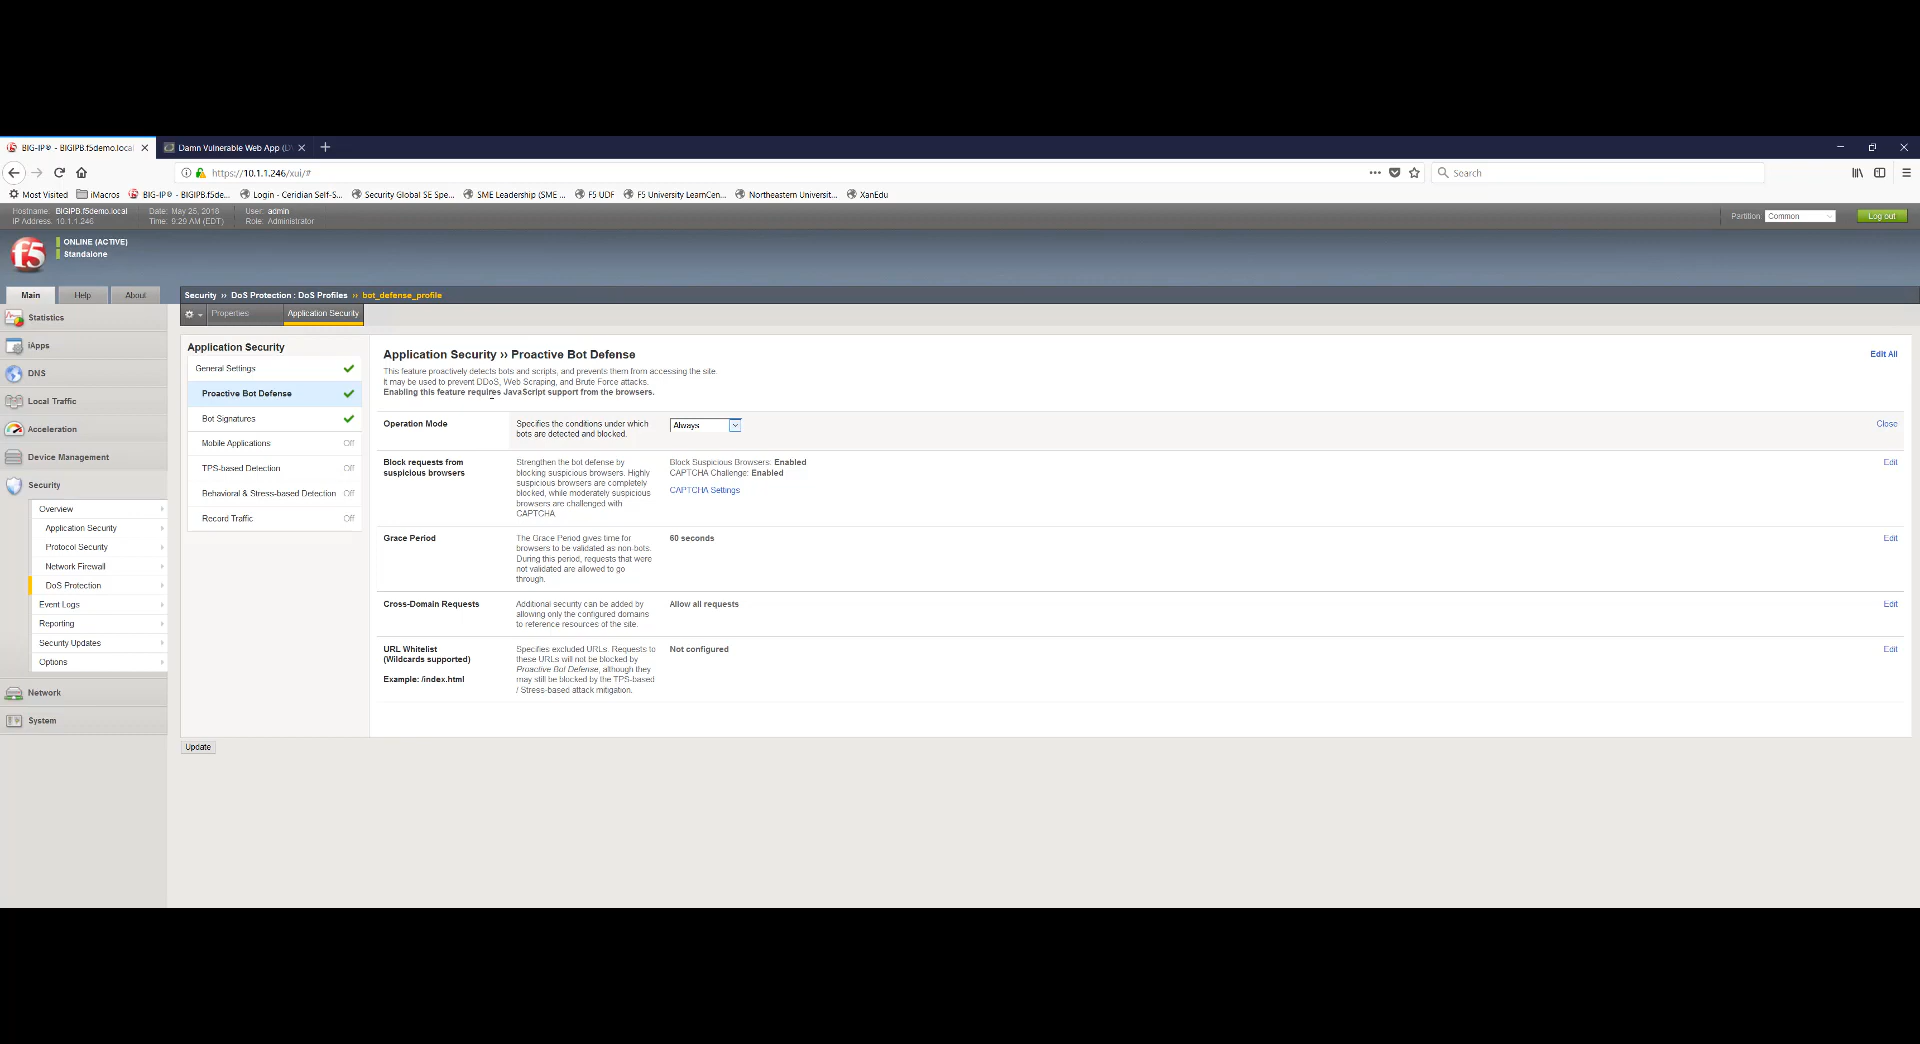 BIG-IP® - BIGIPB.f5demo.local
Damn Vulnerable Web App (D
https://10.1.1.246/xui/#
Search
Most Visited
iMacros
BIG-IP® - BIGIPB.f5de...
Login - Ceridian Self-S...
Security Global SE Spe...
SME Leadership (SME ...
F5 UDF
F5 University LearnCen...
Northeastern Universit...
XanEdu
Hostname: BIGIPB.f5demo.local
Date: May 25, 2018
User: admin
IP Address: 10.1.1.246
Time: 9:29 AM (EDT)
Role: Administrator
Partition: Common
Log out
f5
ONLINE (ACTIVE)
Standalone
Main
Help
About
Security ›› DoS Protection : DoS Profiles ›› bot_defense_profile
Properties
Application Security
Statistics
iApps
DNS
Local Traffic
Acceleration
Device Management
Security
Overview
Application Security
Protocol Security
Network Firewall
DoS Protection
Event Logs
Reporting
Security Updates
Options
Network
System
Application Security
General Settings
Proactive Bot Defense
Bot Signatures
Mobile Applications Off
TPS-based Detection Off
Behavioral & Stress-based Detection Off
Record Traffic Off
Application Security ›› Proactive Bot Defense
Edit All
This feature proactively detects bots and scripts, and prevents them from accessing the site.
It may be used to prevent DDoS, Web Scraping, and Brute Force attacks.
Enabling this feature requires JavaScript support from the browsers.
Operation Mode
Specifies the conditions under which
bots are detected and blocked.
Always
Close
Block requests from
suspicious browsers
Strengthen the bot defense by
blocking suspicious browsers. Highly
suspicious browsers are completely
blocked, while moderately suspicious
browsers are challenged with
CAPTCHA.
Block Suspicious Browsers: Enabled
CAPTCHA Challenge: Enabled
CAPTCHA Settings
Edit
Grace Period
The Grace Period gives time for
browsers to be validated as non-bots.
During this period, requests that were
not validated are allowed to go
through.
60 seconds
Edit
Cross-Domain Requests
Additional security can be added by
allowing only the configured domains
to reference resources of the site.
Allow all requests
Edit
URL Whitelist
(Wildcards supported)
Example: /index.html
Specifies excluded URLs. Requests to
these URLs will not be blocked by
Proactive Bot Defense, although they
may still be blocked by the TPS-based
/ Stress-based attack mitigation.
Not configured
Edit
Update